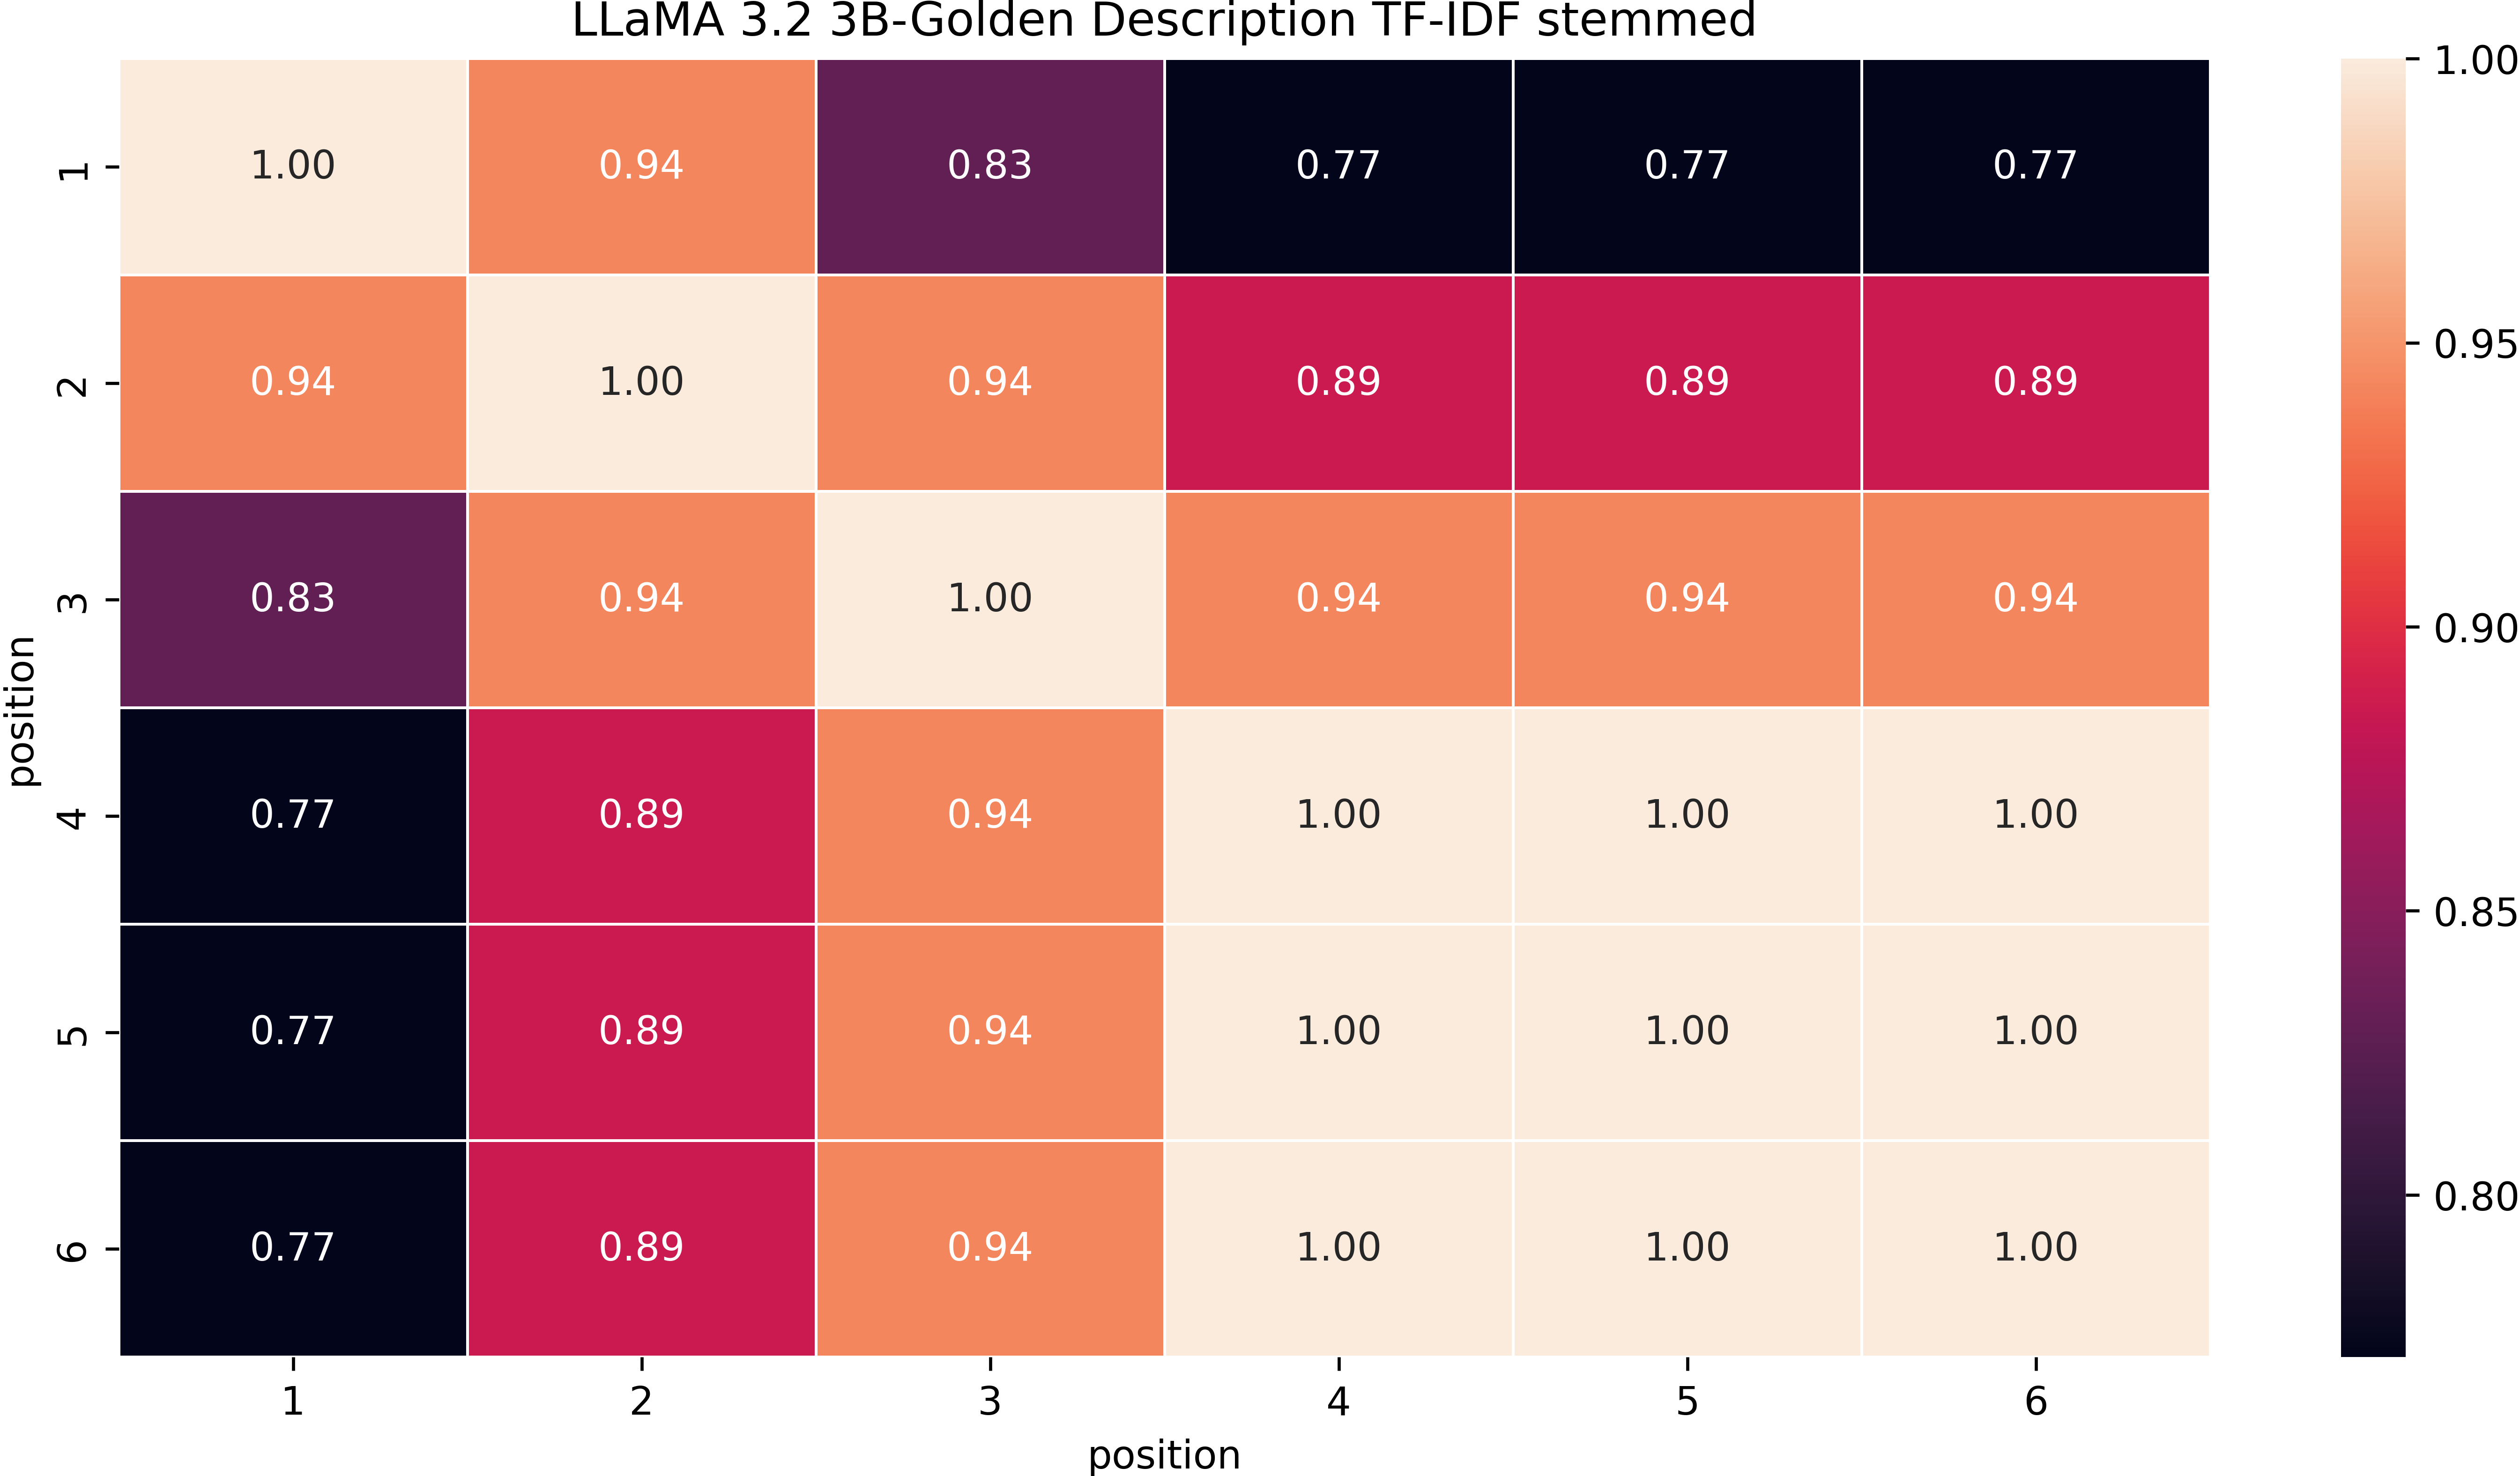 LLaMA 3.2 3B-Golden Description TF-IDF stemmed
1 1.00 0.94 0.83 0.77 0.77 0.77
2 0.94 1.00 0.94 0.89 0.89 0.89
3 0.83 0.94 1.00 0.94 0.94 0.94
4 0.77 0.89 0.94 1.00 1.00 1.00
5 0.77 0.89 0.94 1.00 1.00 1.00
6 0.77 0.89 0.94 1.00 1.00 1.00
position
1 2 3 4 5 6
position
1.00
0.95
0.90
0.85
0.80